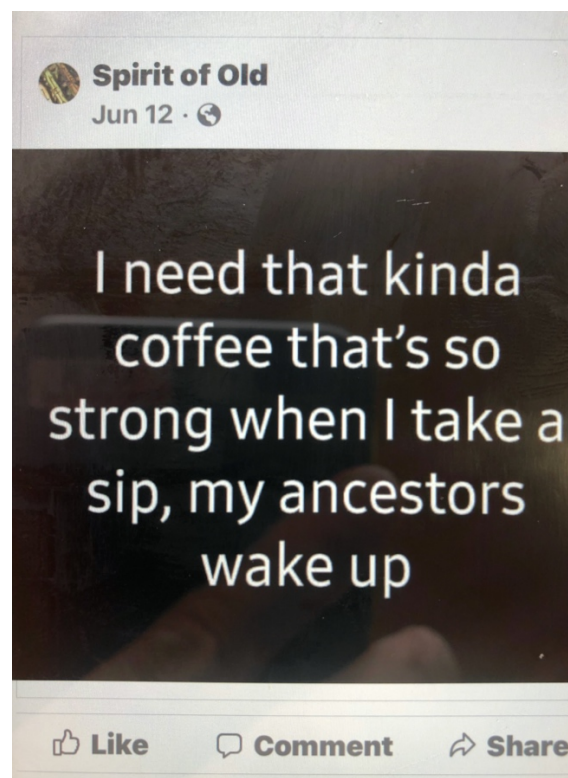 Spirit of Old
Jun 12 ·
I need that kinda
coffee that's so
strong when I take a
sip, my ancestors
wake up
Like
Comment
Share